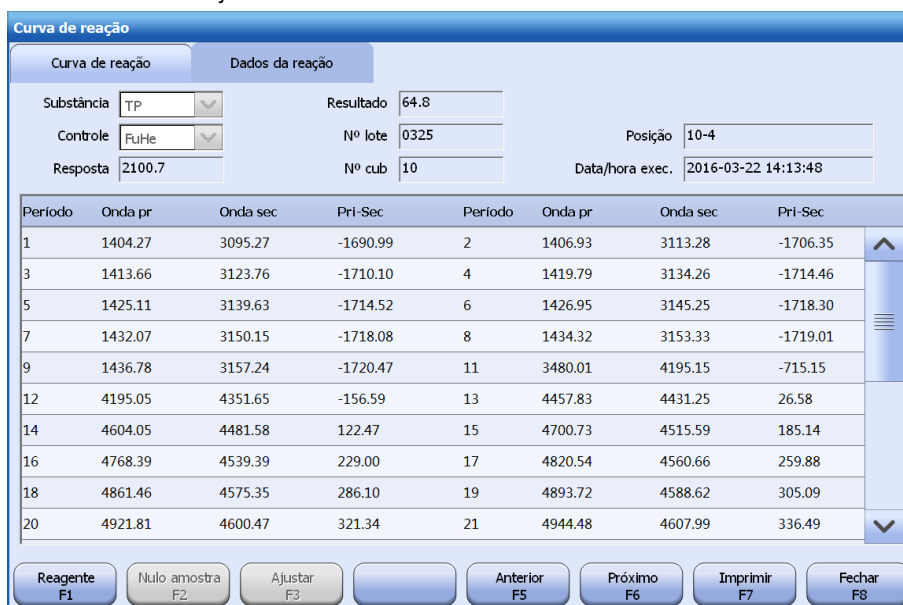 Curva de reação
Curva de reação Dados da reação
Substância TP Resultado 64.8
Controle FuHe Nº lote 0325 Posição 10-4
Resposta 2100.7 Nº cub 10 Data/hora exec. 2016-03-22 14:13:48
Período Onda pr Onda sec Pri-Sec Período Onda pr Onda sec Pri-Sec
1 1404.27 3095.27 -1690.99 2 1406.93 3113.28 -1706.35
3 1413.66 3123.76 -1710.10 4 1419.79 3134.26 -1714.46
5 1425.11 3139.63 -1714.52 6 1426.95 3145.25 -1718.30
7 1432.07 3150.15 -1718.08 8 1434.32 3153.33 -1719.01
9 1436.78 3157.24 -1720.47 11 3480.01 4195.15 -715.15
12 4195.05 4351.65 -156.59 13 4457.83 4431.25 26.58
14 4604.05 4481.58 122.47 15 4700.73 4515.59 185.14
16 4768.39 4539.39 229.00 17 4820.54 4560.66 259.88
18 4861.46 4575.35 286.10 19 4893.72 4588.62 305.09
20 4921.81 4600.47 321.34 21 4944.48 4607.99 336.49
Reagente Nulo amostra Ajustar Anterior Próximo Imprimir Fechar
F1 F2 F3 F5 F6 F7 F8